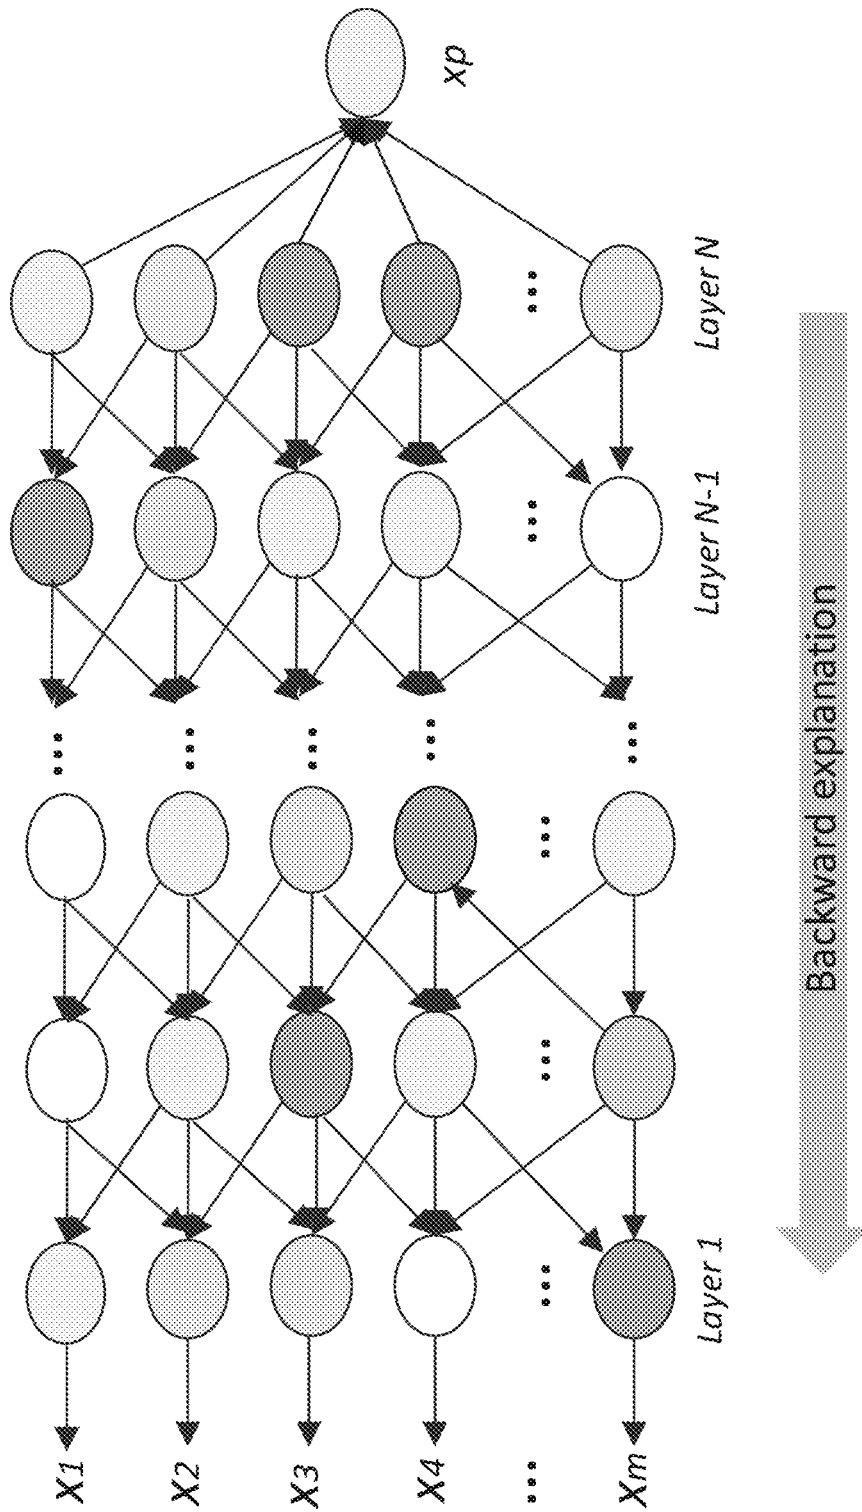 X1
X2
X3
X4
....
Xm
Layer 1
Layer N-1
Layer N
xp
Backward explanation